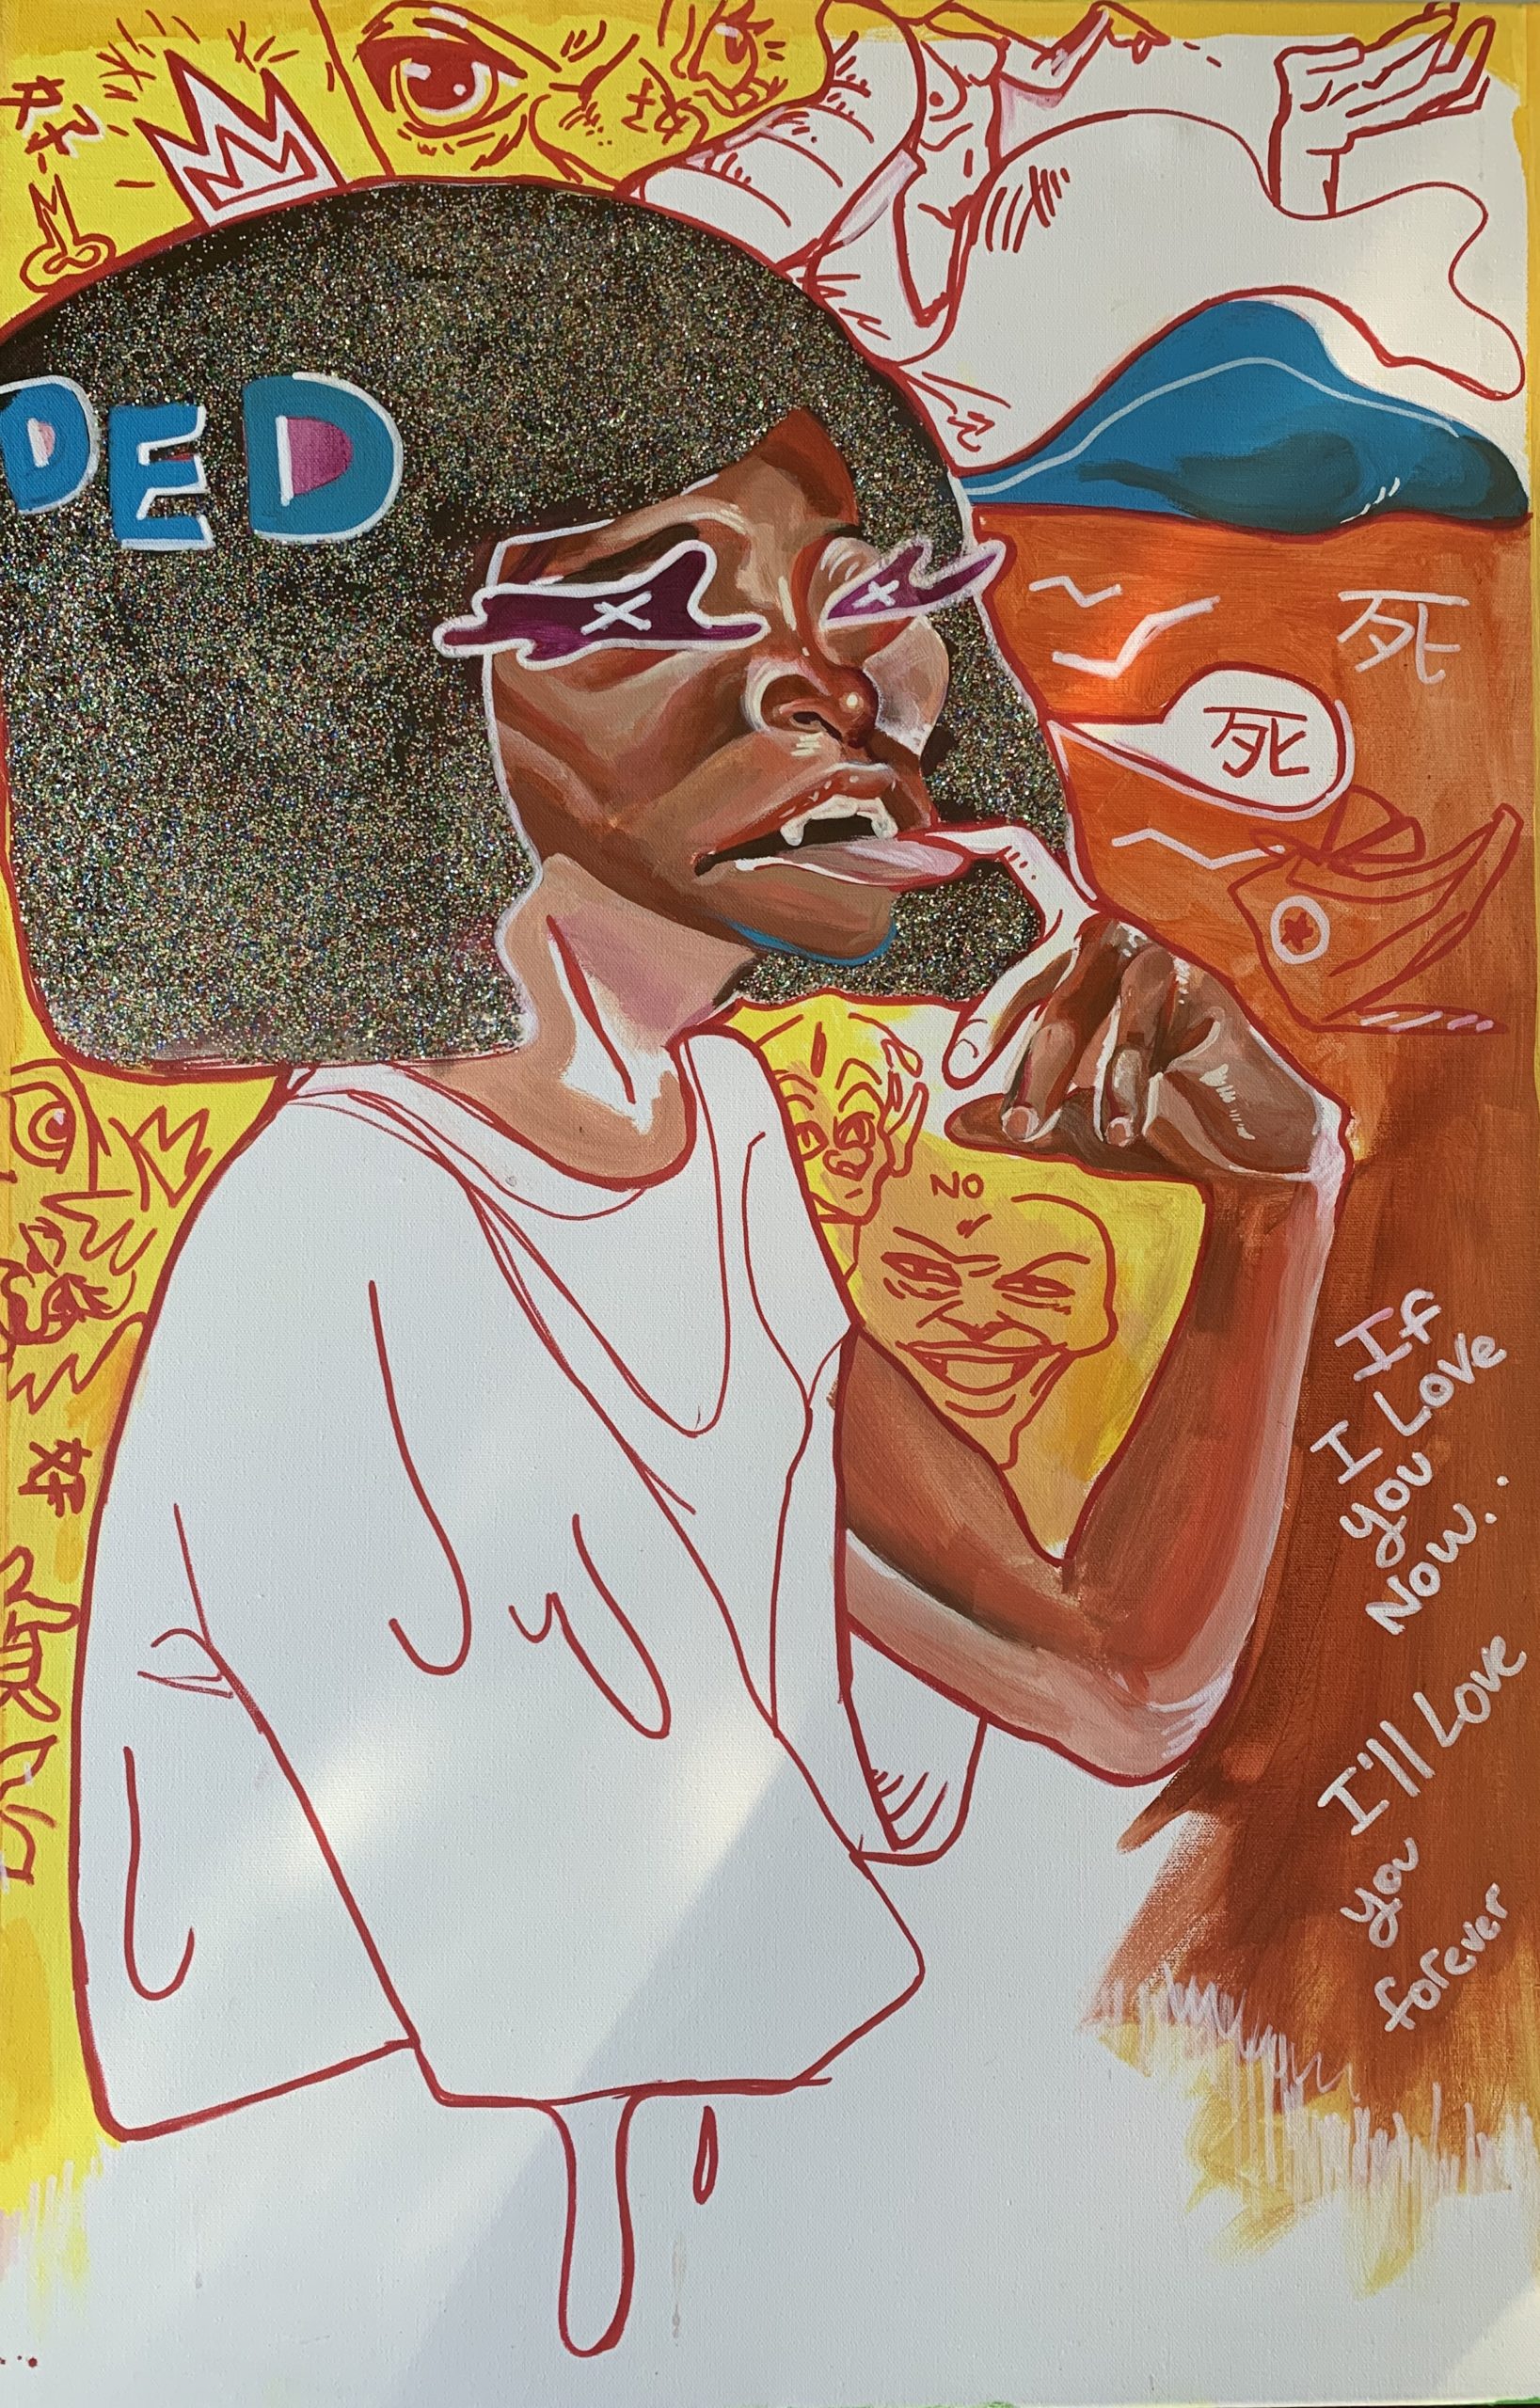 DED
死
死
NO
If
I Love
you
Now..
I'll Love
you
forever